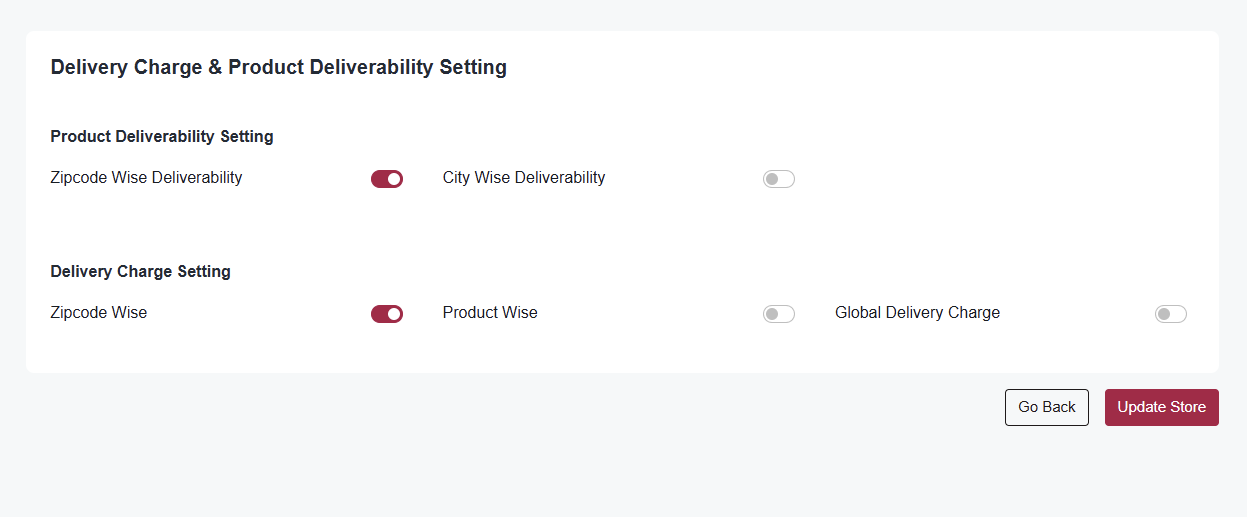 Delivery Charge & Product Deliverability Setting
Product Deliverability Setting
Zipcode Wise Deliverability
City Wise Deliverability
Delivery Charge Setting
Zipcode Wise
Product Wise
Global Delivery Charge
Go Back
Update Store